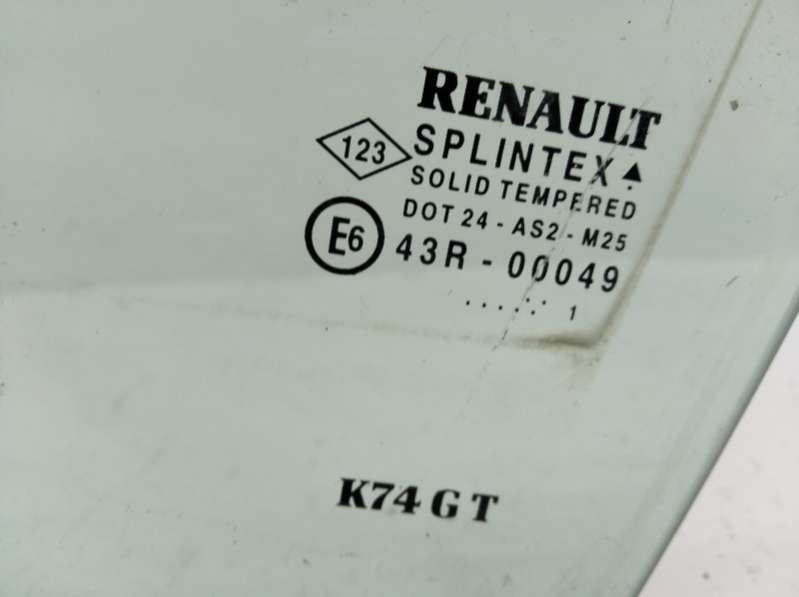 RENAULT
123 SPLINTEX
SOLID TEMPERED
DOT 24 - AS2 - M25
E6 43R - 00049
.....:· 1
K74 G T